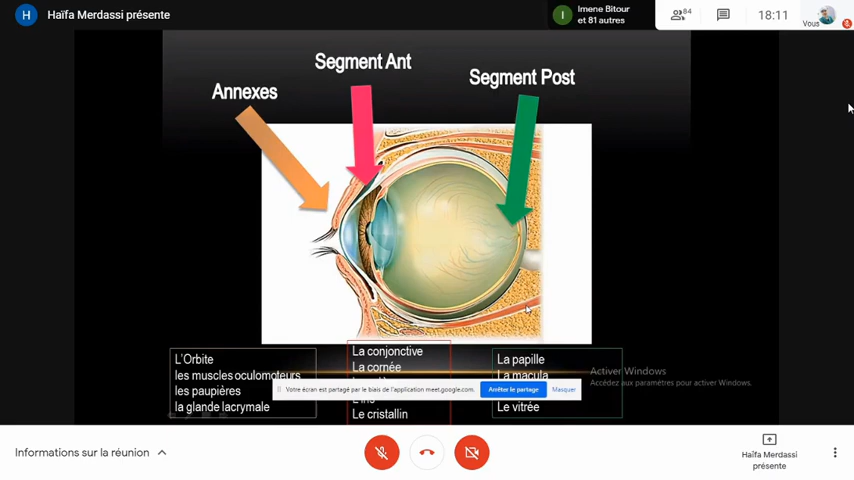 H
Haïfa Merdassi présente
I
Imene Bitour
et 81 autres
84
18:11
Vous
Segment Ant
Segment Post
Annexes
L'Orbite
les muscles oculomoteurs
les paupières
la glande lacrymale
La conjonctive
La cornée
Le cristallin
La papille
La macula
Le vitrée
Votre écran est partagé par le biais de l'application meet.google.com.
Arrêter le partage
Masquer
Activer Windows
Accédez aux paramètres pour activer Windows.
Informations sur la réunion
Haïfa Merdassi
présente